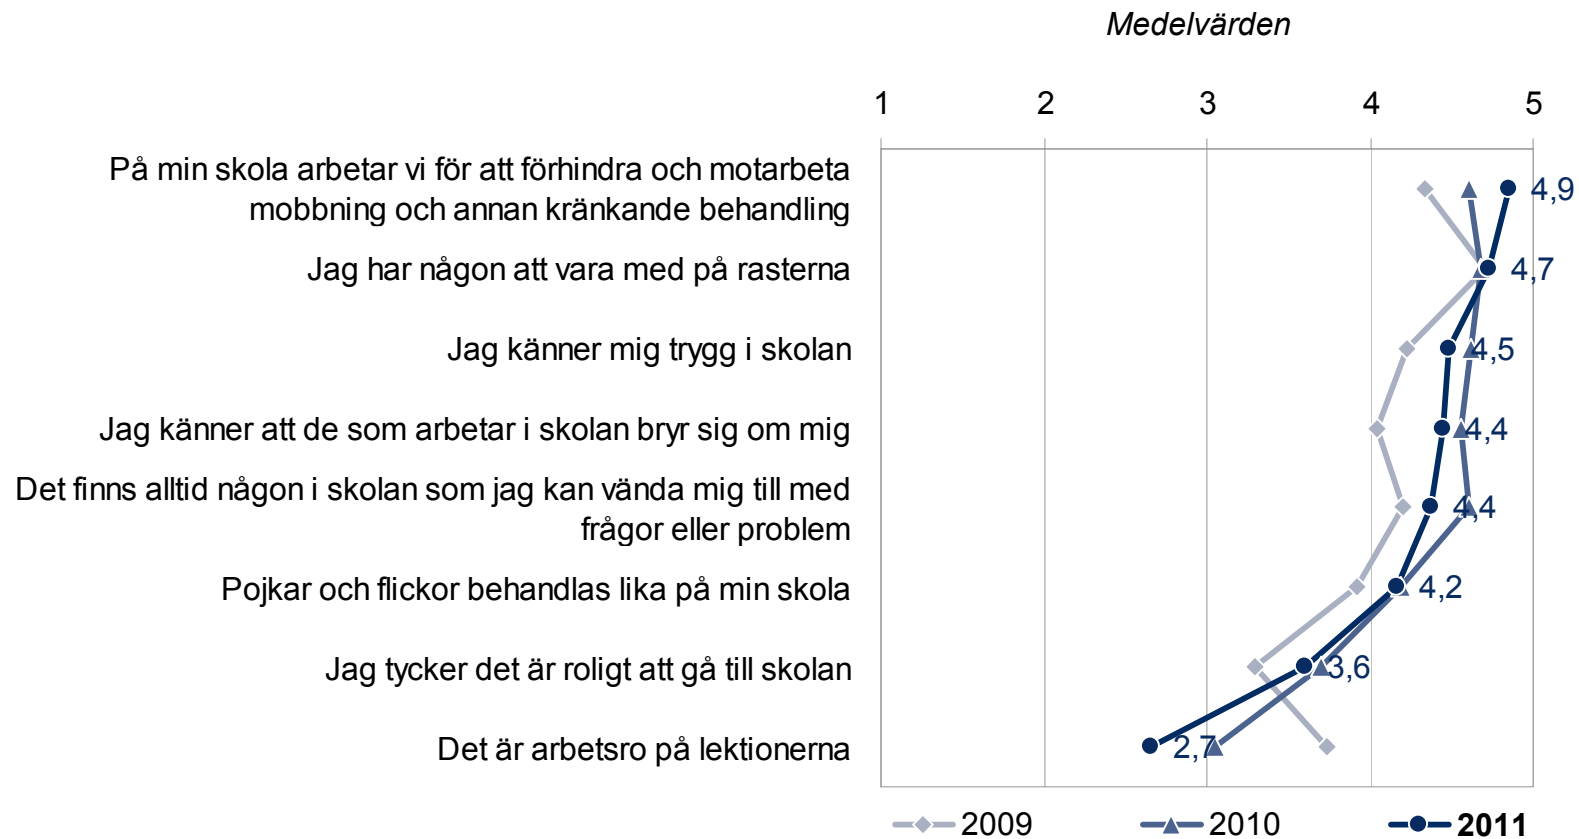 Medelvärden
1 2 3 4 5
På min skola arbetar vi för att förhindra och motarbeta
mobbning och annan kränkande behandling
4,9
Jag har någon att vara med på rasterna
4,7
Jag känner mig trygg i skolan
4,5
Jag känner att de som arbetar i skolan bryr sig om mig
4,4
Det finns alltid någon i skolan som jag kan vända mig till med
frågor eller problem
4,4
Pojkar och flickor behandlas lika på min skola
4,2
Jag tycker det är roligt att gå till skolan
3,6
Det är arbetsro på lektionerna
2,7
2009 2010 2011